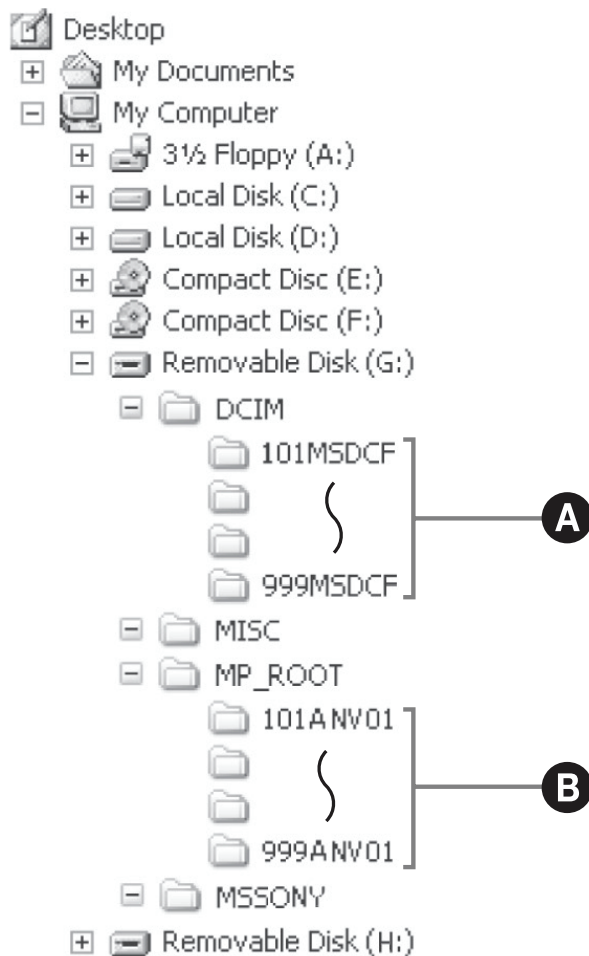 Desktop
My Documents
My Computer
3½ Floppy (A:)
Local Disk (C:)
Local Disk (D:)
Compact Disc (E:)
Compact Disc (F:)
Removable Disk (G:)
DCIM
101MSDCF
A
999MSDCF
MISC
MP_ROOT
101ANV01
B
999ANV01
MSSONY
Removable Disk (H:)